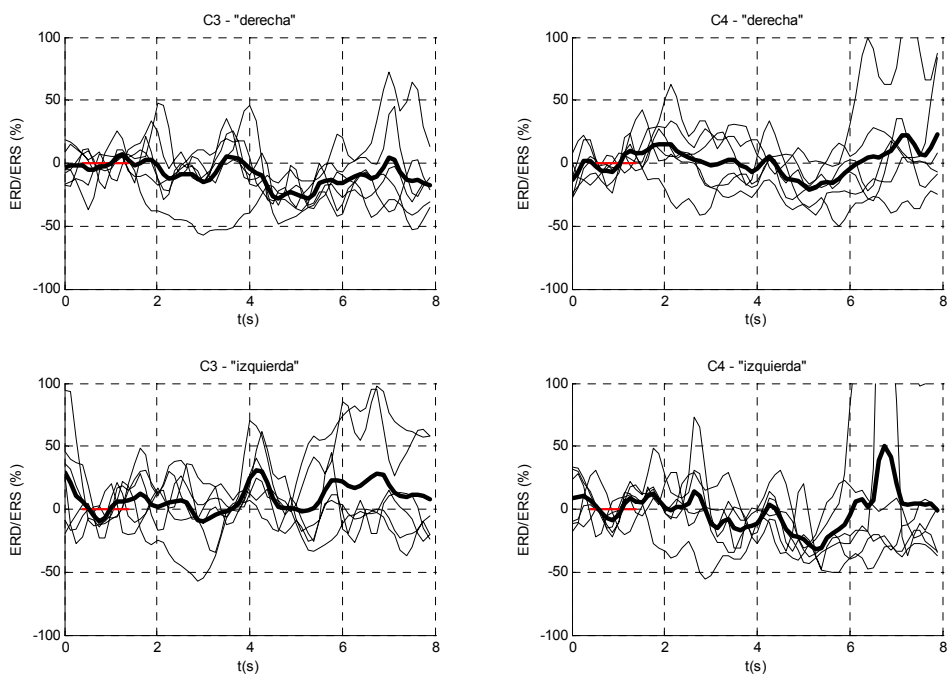 C3 - "derecha"
C4 - "derecha"
100
50
0
-50
-100
ERD/ERS (%)
0 2 4 6 8
t(s)
100
50
0
-50
-100
ERD/ERS (%)
0 2 4 6 8
t(s)
C3 - "izquierda"
C4 - "izquierda"
100
50
0
-50
-100
ERD/ERS (%)
0 2 4 6 8
t(s)
100
50
0
-50
-100
ERD/ERS (%)
0 2 4 6 8
t(s)